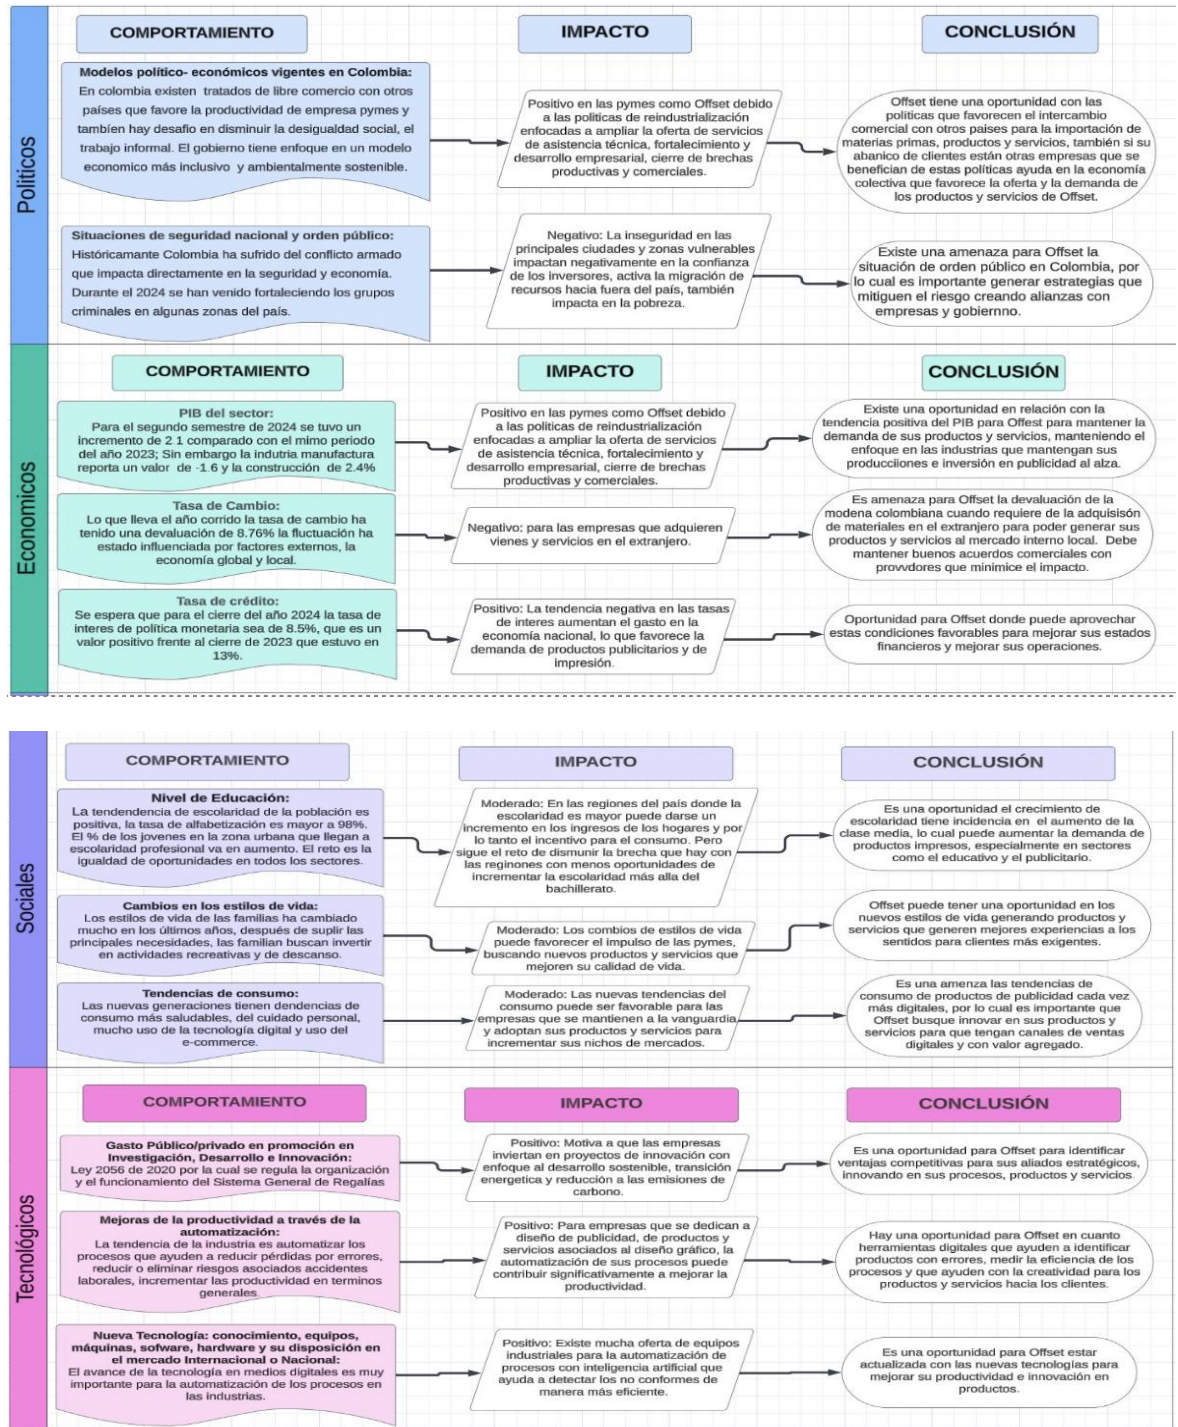 Politicos
COMPORTAMIENTO
IMPACTO
CONCLUSIÓN
Modelos político- económicos vigentes en Colombia:
En colombia existen tratados de libre comercio con otros
países que favore la productividad de empresa pymes y
tambíen hay desafio en disminuir la desigualdad social, el
trabajo informal. El gobierno tiene enfoque en un modelo
economico más inclusivo y ambientalmente sostenible.
Positivo en las pymes como Offset debido
a las politicas de reindustrialización
enfocadas a ampliar la oferta de servicios
de asistencia técnica, fortalecimiento y
desarrollo empresarial, cierre de brechas
productivas y comerciales.
Offset tiene una oportunidad con las
políticas que favorecen el intercambio
comercial con otros paises para la importación de
materias primas, productos y servicios, también si su
abanico de clientes están otras empresas que se
benefician de estas políticas ayuda en la economía
colectiva que favorece la oferta y la demanda de
los productos y servicios de Offset.
Situaciones de seguridad nacional y orden público:
Históricamante Colombia ha sufrido del conflicto armado
que impacta directamente en la seguridad y economía.
Durante el 2024 se han venido fortaleciendo los grupos
criminales en algunas zonas del país.
Negativo: La inseguridad en las
principales ciudades y zonas vulnerables
impactan negativamente en la confianza
de los inversores, activa la migración de
recursos hacia fuera del país, también
impacta en la pobreza.
Existe una amenaza para Offset la
situación de orden público en Colombia, por
lo cual es importante generar estrategias que
mitiguen el riesgo creando alianzas con
empresas y gobiernno.
Economicos
COMPORTAMIENTO
IMPACTO
CONCLUSIÓN
PIB del sector:
Para el segundo semestre de 2024 se tuvo un
incremento de 2 1 comparado con el mimo periodo
del año 2023; Sin embargo la indutria manufactura
reporta un valor de -1.6 y la construcción de 2.4%
Positivo en las pymes como Offset debido
a las politicas de reindustrialización
enfocadas a ampliar la oferta de servicios
de asistencia técnica, fortalecimiento y
desarrollo empresarial, cierre de brechas
productivas y comerciales.
Existe una oportunidad en relación con la
tendencia positiva del PIB para Offest para mantener la
demanda de sus productos y servicios, manteniendo el
enfoque en las industrias que mantengan sus
produccciiones e inversión en publicidad al alza.
Tasa de Cambio:
Lo que lleva el año corrido la tasa de cambio ha
tenido una devaluación de 8.76% la fluctuación ha
estado influenciada por factores externos, la
economía global y local.
Negativo: para las empresas que adquieren
vienes y servicios en el extranjero.
Es amenaza para Offset la devaluación de la
modena colombiana cuando requiere de la adquisisón
de materiales en el extranjero para poder generar sus
productos y servicios al mercado interno local. Debe
mantener buenos acuerdos comerciales con
provvdores que minimice el impacto.
Tasa de crédito:
Se espera que para el cierre del año 2024 la tasa de
interes de política monetaria sea de 8.5%, que es un
valor positivo frente al cierre de 2023 que estuvo en
13%.
Positivo: La tendencia negativa en las tasas
de interes aumentan el gasto en la
economía nacional, lo que favorece la
demanda de productos publicitarios y de
impresión.
Oportunidad para Offset donde puede aprovechar
estas condiciones favorables para mejorar sus estados
financieros y mejorar sus operaciones.
Sociales
COMPORTAMIENTO
IMPACTO
CONCLUSIÓN
Nivel de Educación:
La tendendencia de escolaridad de la población es
positiva, la tasa de alfabetización es mayor a 98%.
El % de los jovenes en la zona urbana que llegan a
escolaridad profesional va en aumento. El reto es la
igualdad de oportunidades en todos los sectores.
Moderado: En las regiones del país donde la
escolaridad es mayor puede darse un
incremento en los ingresos de los hogares y por
lo tanto el incentivo para el consumo. Pero
sigue el reto de dismunir la brecha que hay con
las reginones con menos oportunidades de
incrementar la escolaridad más alla del
bachillerato.
Es una oportunidad el crecimiento de
escolaridad tiene incidencia en el aumento de la
clase media, lo cual puede aumentar la demanda de
productos impresos, especialmente en sectores
como el educativo y el publicitario.
Cambios en los estilos de vida:
Los estilos de vida de las familias ha cambiado
mucho en los últimos años, después de suplir las
principales necesidades, las familian buscan invertir
en actividades recreativas y de descanso.
Moderado: Los combios de estilos de vida
puede favorecer el impulso de las pymes,
buscando nuevos productos y servicios que
mejoren su calidad de vida.
Offset puede tener una oportunidad en los
nuevos estilos de vida generando productos y
servicios que generen mejores experiencias a los
sentidos para clientes más exigentes.
Tendencias de consumo:
Las nuevas generaciones tienen dendencias de
consumo más saludables, del cuidado personal,
mucho uso de la tecnología digital y uso del
e-commerce.
Moderado: Las nuevas tendencias del
consumo puede ser favorable para las
empresas que se mantienen a la vanguardia
y adoptan sus productos y servicios para
incrementar sus nichos de mercados.
Es una amenaza las tendencias de
consumo de productos de publicidad cada vez
más digitales, por lo cual es importante que
Offset busque innovar en sus productos y
servicios para que tengan canales de ventas
digitales y con valor agregado.
Tecnológicos
COMPORTAMIENTO
IMPACTO
CONCLUSIÓN
Gasto Público/privado en promoción en
Investigación, Desarrollo e Innovación:
Ley 2056 de 2020 por la cual se regula la organización
y el funcionamiento del Sistema General de Regalías
Positivo: Motiva a que las empresas
inviertan en proyectos de innovación con
enfoque al desarrollo sostenible, transición
energetica y reducción a las emisiones de
carbono.
Es una oportunidad para Offset para identificar
ventajas competitivas para sus aliados estratégicos,
innovando en sus procesos, productos y servicios
Mejoras de la productividad a través de la
automatización:
La tendencia de la industria es automatizar los
procesos que ayuden a reducir pérdidas por errores,
reducir o eliminar riesgos asociados accidentes
laborales, incrementar las productividad en terminos
generales.
Positivo: Para empresas que se dedican a
diseño de publicidad, de productos y
servicios asociados al diseño gráfico, la
automatización de sus procesos puede
contribuir significativamente a mejorar la
productividad.
Hay una oportunidad para Offset en cuanto
herramientas digitales que ayuden a identificar
productos con errores, medir la eficiencia de los
procesos y que ayuden con la creatividad para los
productos y servicios hacia los clientes.
Nueva Tecnología: conocimiento, equipos,
máquinas, sofware, hardware y su disposición en
el mercado Internacional o Nacional:
El avance de la tecnología en medios digitales es muy
importante para la automatización de los procesos en
las industrias.
Positivo: Existe mucha oferta de equipos
industriales para la automatización de
procesos con inteligencia artificial que
ayuda a detectar los no conformes de
manera más eficiente.
Es una oportunidad para Offset estar
actualizada con las nuevas tecnologías para
mejorar su productividad e innovación en
productos.